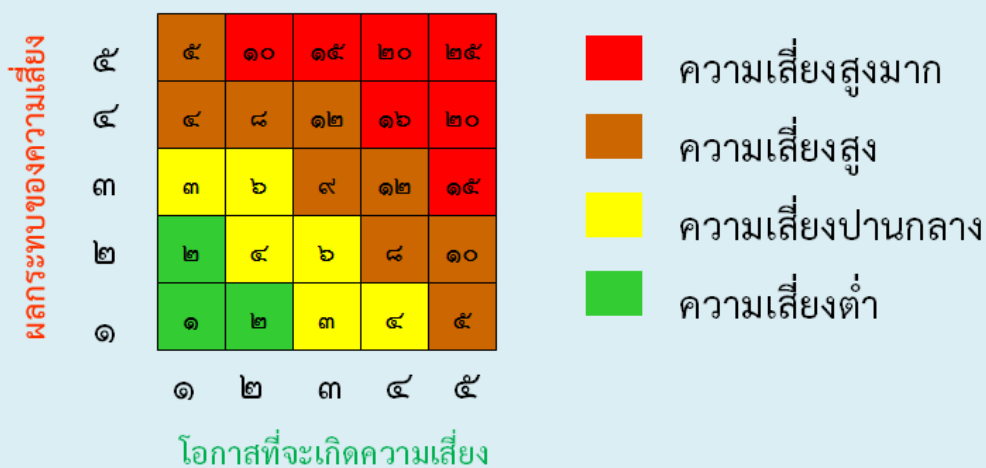 ผลกระทบของความเสี่ยง
๕ ๕ ๑๐ ๑๕ ๒๐ ๒๕
๔ ๔ ๘ ๑๒ ๑๖ ๒๐
๓ ๓ ๖ ๙ ๑๒ ๑๕
๒ ๒ ๔ ๖ ๘ ๑๐
๑ ๑ ๒ ๓ ๔ ๕
๑ ๒ ๓ ๔ ๕
โอกาสที่จะเกิดความเสี่ยง
ความเสี่ยงสูงมาก
ความเสี่ยงสูง
ความเสี่ยงปานกลาง
ความเสี่ยงต่ำ